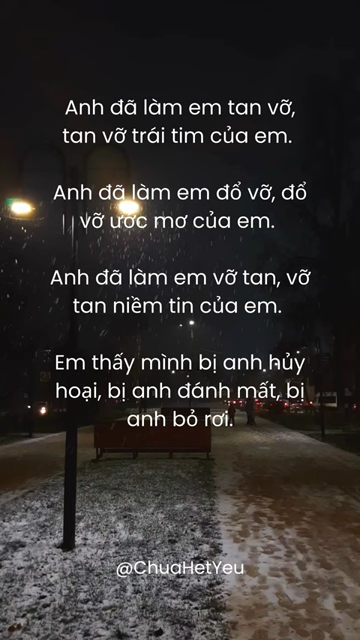 Anh đã làm em tan vỡ,
tan vỡ trái tim của em.
Anh đã làm em đổ vỡ, đổ
vỡ ước mơ của em.
Anh đã làm em vỡ tan, vỡ
tan niềm tin của em.
Em thấy mình bị anh hủy
hoại, bị anh đánh mất, bị
anh bỏ rơi.
@ChuaHetYeu